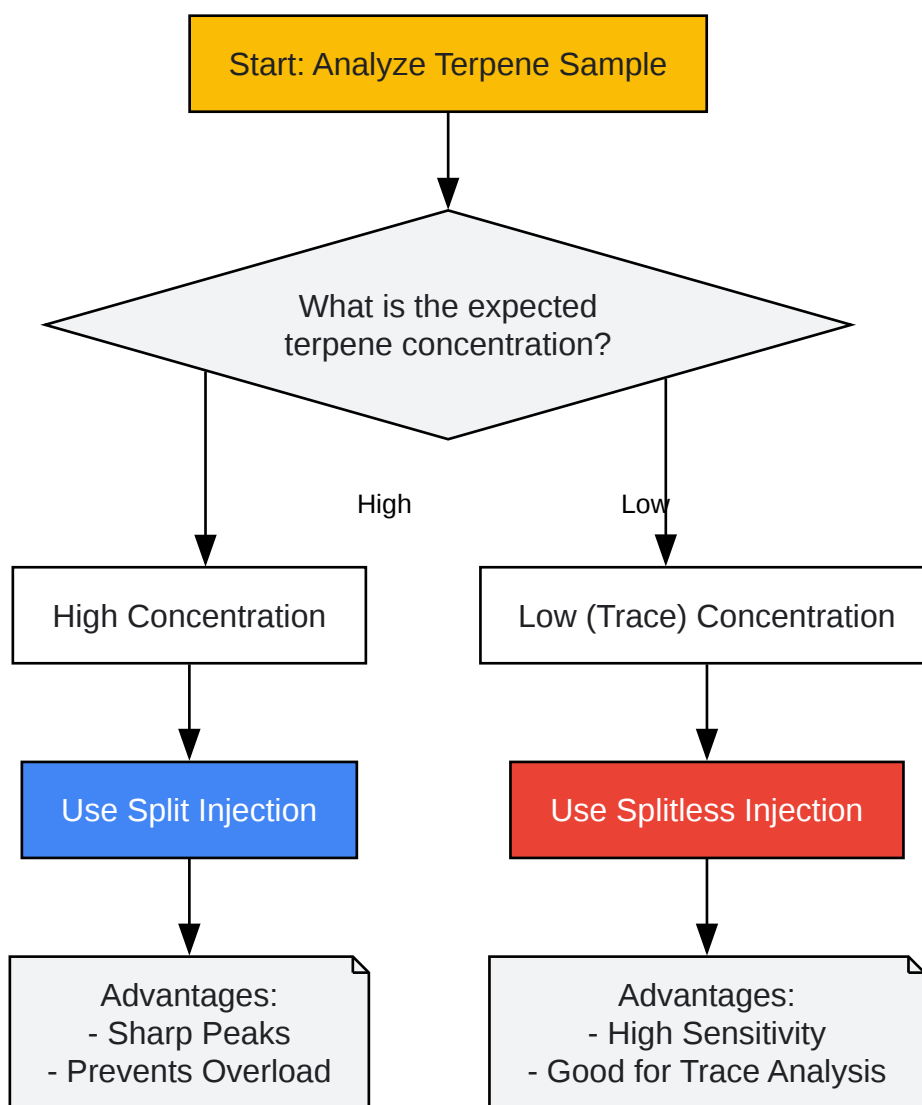 Start: Analyze Terpene Sample
What is the expected
terpene concentration?
High
Low
High Concentration
Low (Trace) Concentration
Use Split Injection
Use Splitless Injection
Advantages:
- Sharp Peaks
- Prevents Overload
Advantages:
- High Sensitivity
- Good for Trace Analysis